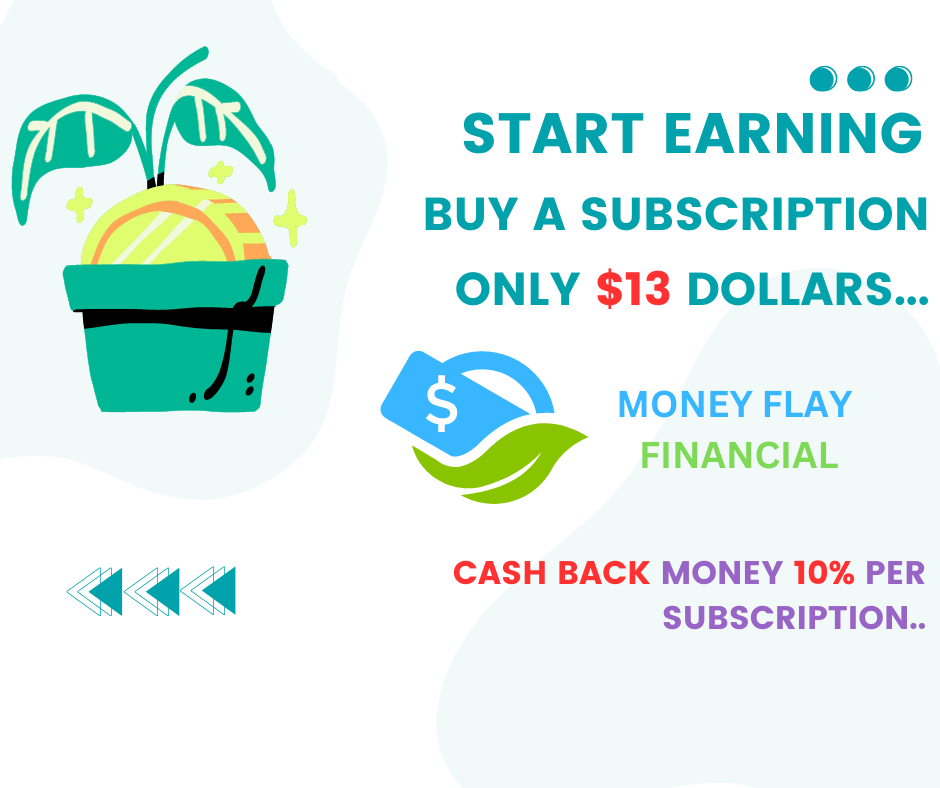 START EARNING
BUY A SUBSCRIPTION
ONLY $13 DOLLARS...
$
MONEY FLAY
FINANCIAL
CASH BACK MONEY 10% PER
SUBSCRIPTION..